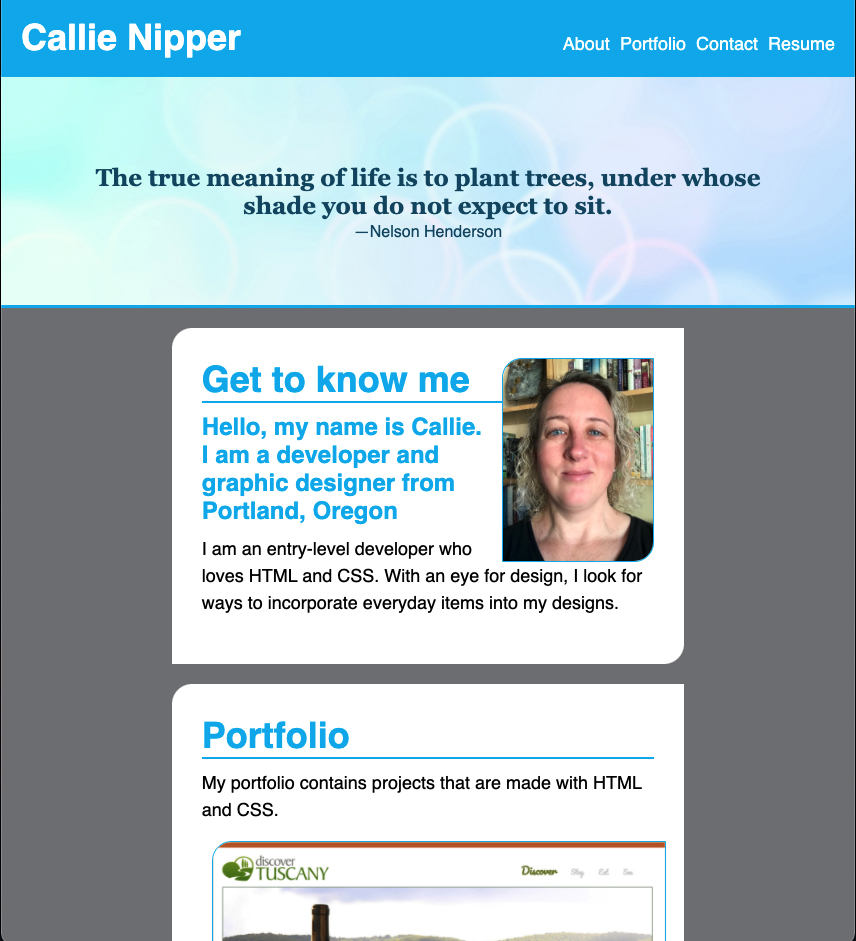 Callie Nipper
About Portfolio Contact Resume
The true meaning of life is to plant trees, under whose
shade you do not expect to sit.
—Nelson Henderson
Get to know me
Hello, my name is Callie.
I am a developer and
graphic designer from
Portland, Oregon
I am an entry-level developer who
loves HTML and CSS. With an eye for design, I look for
ways to incorporate everyday items into my designs.
Portfolio
My portfolio contains projects that are made with HTML
and CSS.
discover
TUSCANY
Discover Stay Eat See